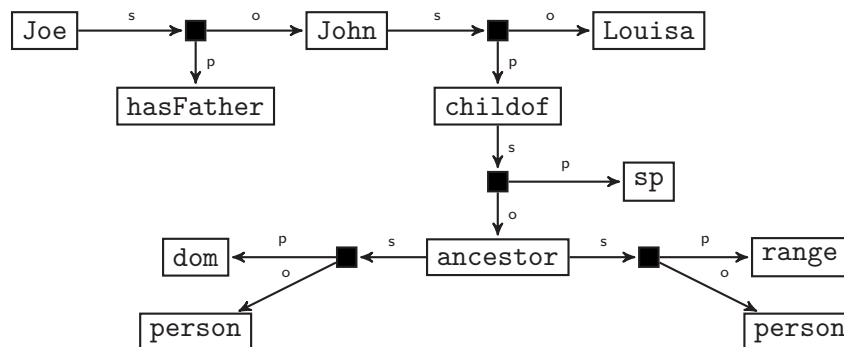 Joe s o John s o Louisa
p p
hasFather childof
s
p sp
o
dom p s ancestor s p range
o o
person person